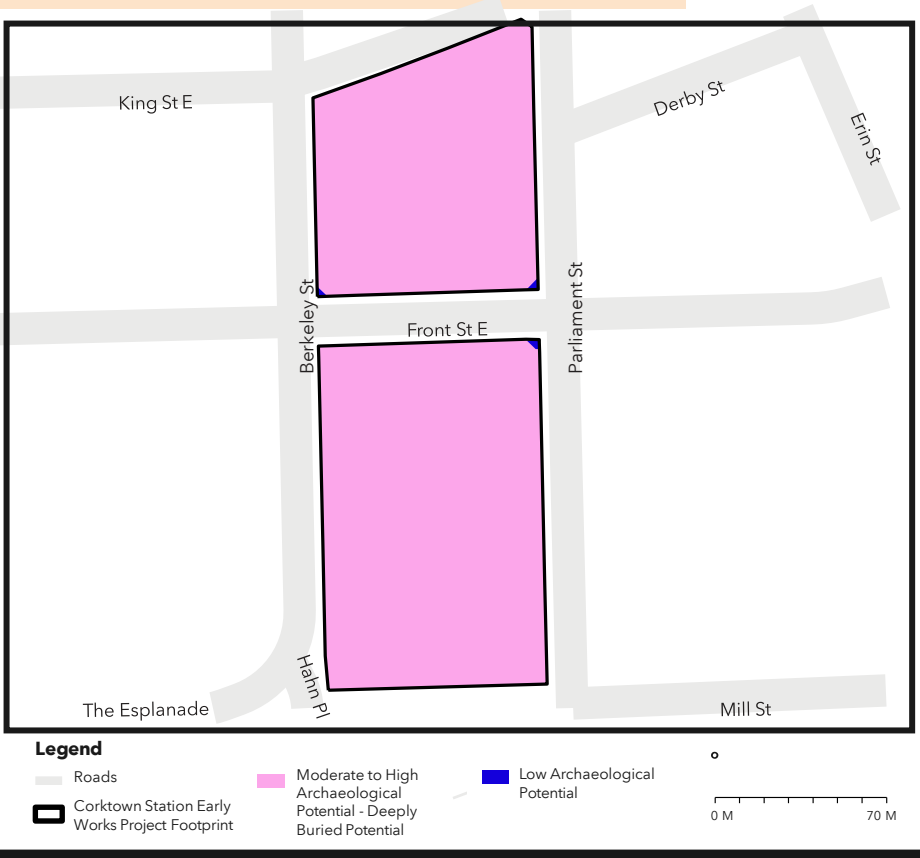 King St E
Derby St
Erin St
Berkeley St
Parliament St
Front St E
Hahn Pl
The Esplanade
Mill St
Legend
Roads
Corktown Station Early
Works Project Footprint
Moderate to High
Archaeological
Potential - Deeply
Buried Potential
Low Archaeological
Potential
0 M
70 M